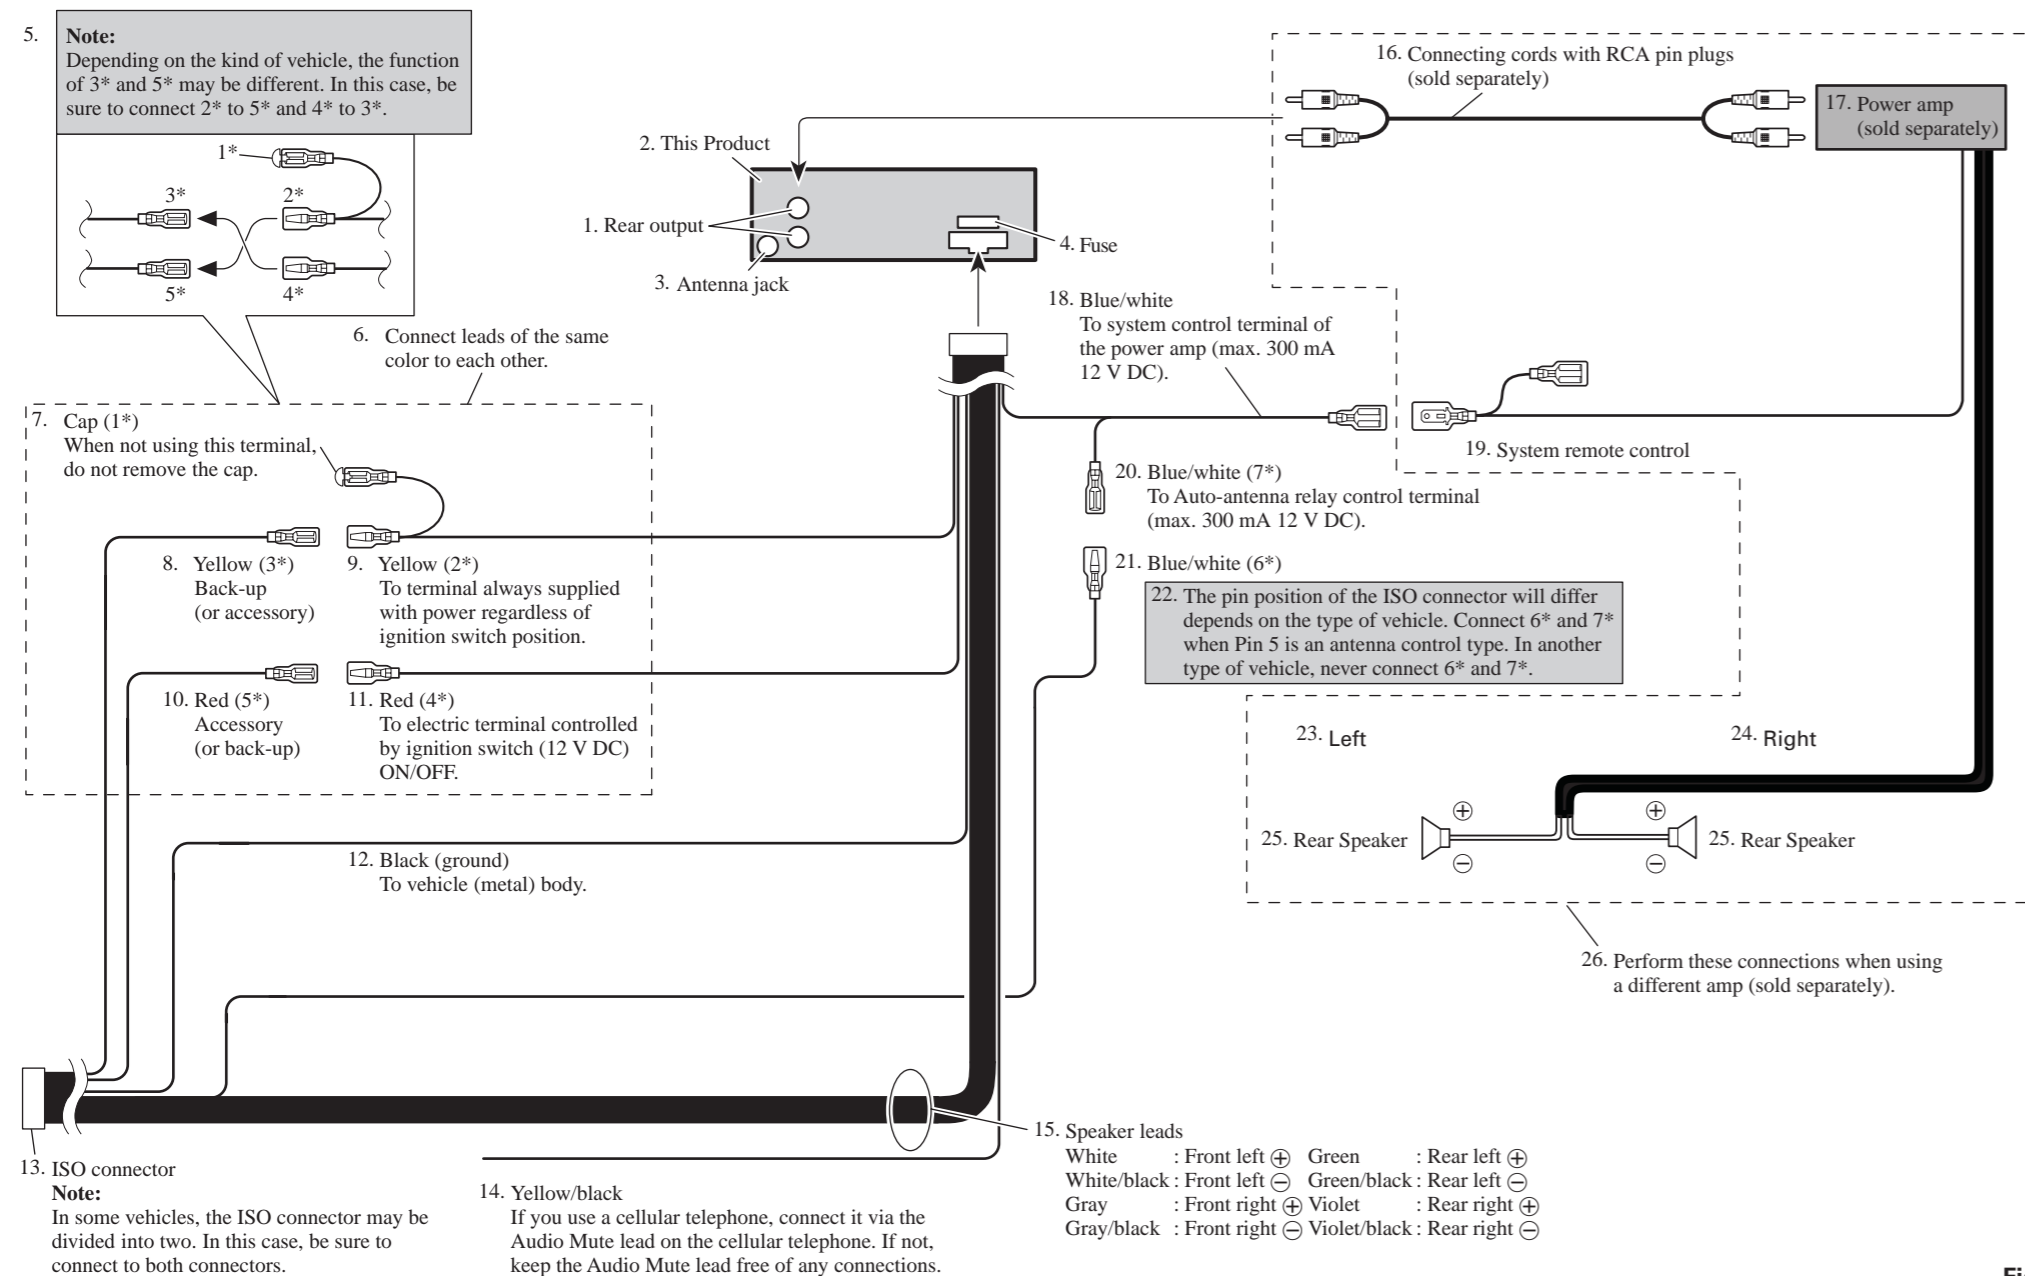 5. Note:
Depending on the kind of vehicle, the function
of 3* and 5* may be different. In this case, be
sure to connect 2* to 5* and 4* to 3*.
1*
3*
2*
5*
4*
1. Rear output
2. This Product
3. Antenna jack
4. Fuse
6. Connect leads of the same
color to each other.
7. Cap (1*)
When not using this terminal,
do not remove the cap.
8. Yellow (3*)
Back-up
(or accessory)
9. Yellow (2*)
To terminal always supplied
with power regardless of
ignition switch position.
10. Red (5*)
Accessory
(or back-up)
11. Red (4*)
To electric terminal controlled
by ignition switch (12 V DC)
ON/OFF.
12. Black (ground)
To vehicle (metal) body.
13. ISO connector
Note:
In some vehicles, the ISO connector may be
divided into two. In this case, be sure to
connect to both connectors.
14. Yellow/black
If you use a cellular telephone, connect it via the
Audio Mute lead on the cellular telephone. If not,
keep the Audio Mute lead free of any connections.
15. Speaker leads
White : Front left ⊕ Green : Rear left ⊕
White/black : Front left ⊖ Green/black : Rear left ⊖
Gray : Front right ⊕ Violet : Rear right ⊕
Gray/black : Front right ⊖ Violet/black : Rear right ⊖
16. Connecting cords with RCA pin plugs
(sold separately)
17. Power amp
(sold separately)
18. Blue/white
To system control terminal of
the power amp (max. 300 mA
12 V DC).
19. System remote control
20. Blue/white (7*)
To Auto-antenna relay control terminal
(max. 300 mA 12 V DC).
21. Blue/white (6*)
22. The pin position of the ISO connector will differ
depends on the type of vehicle. Connect 6* and 7*
when Pin 5 is an antenna control type. In another
type of vehicle, never connect 6* and 7*.
23. Left
24. Right
⊕
⊕
25. Rear Speaker
25. Rear Speaker
⊖
⊖
26. Perform these connections when using
a different amp (sold separately).